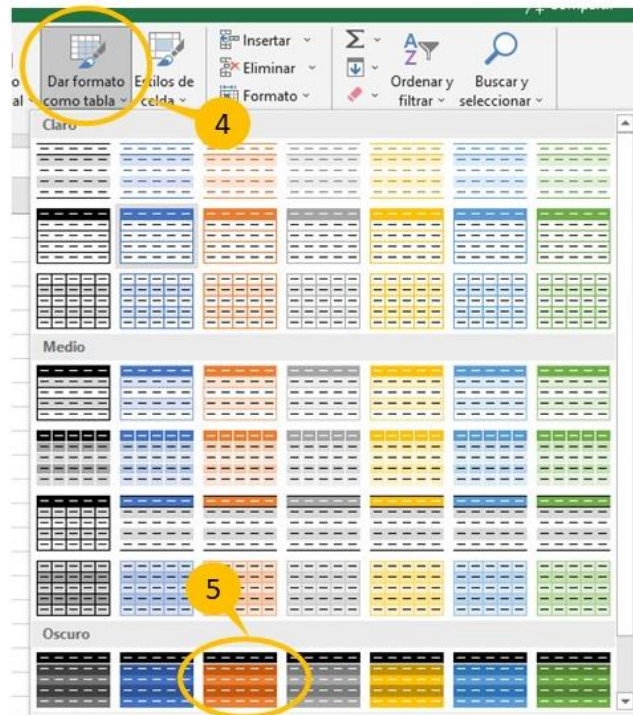 Insertar
Eliminar
Formato
Dar formato
como tabla
Estilos de
celda
Ordenar y
filtrar
Buscar y
seleccionar
4
Claro
Medio
5
Oscuro